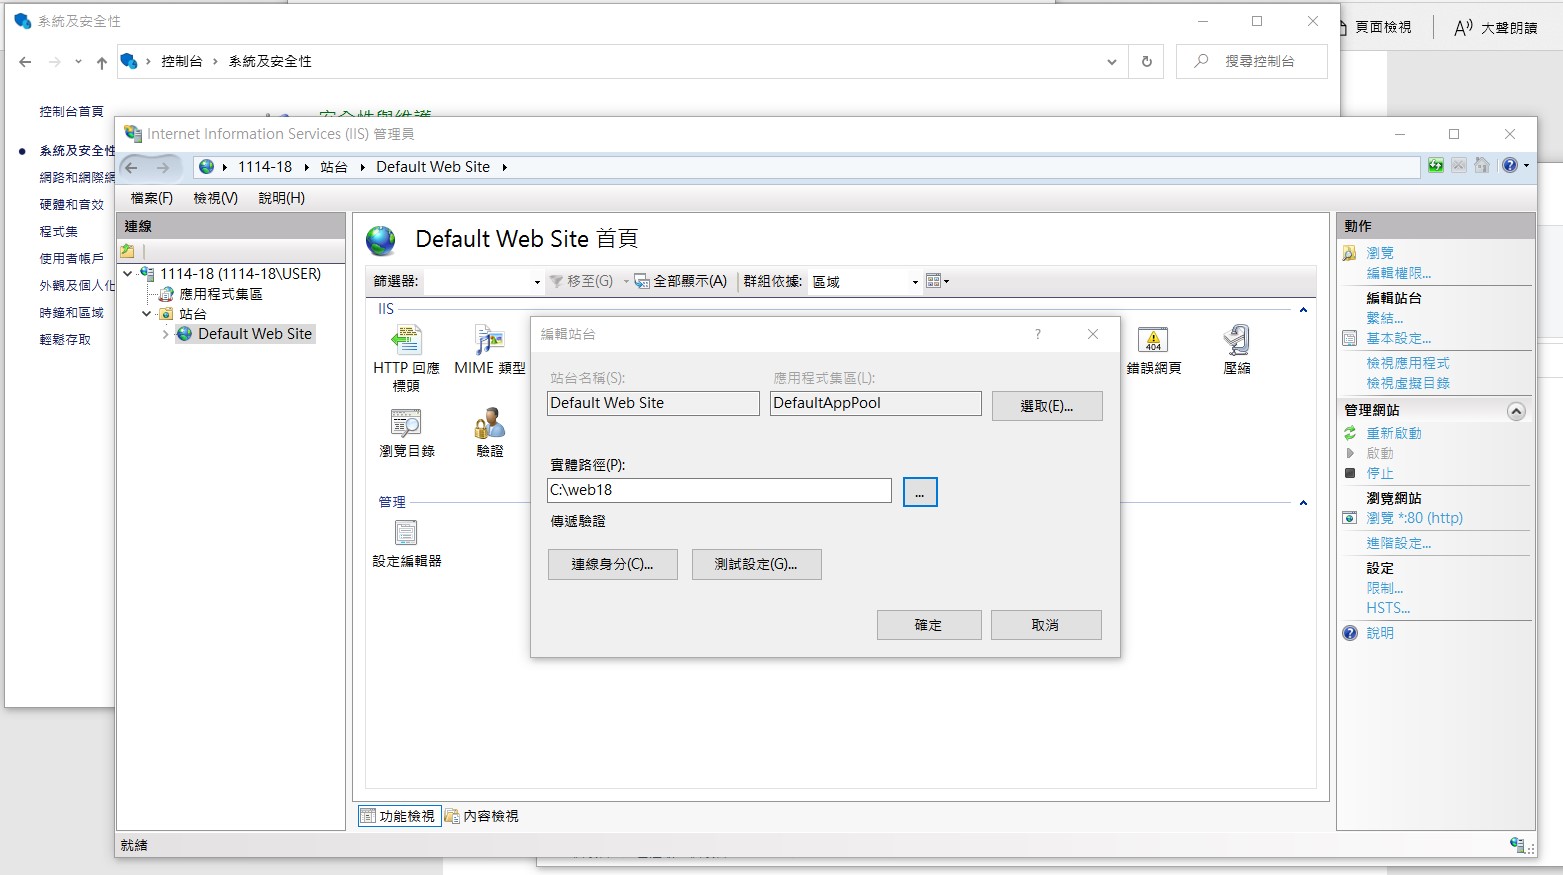 系統及安全性
頁面檢視
大聲朗讀
控制台 系統及安全性
搜尋控制台
控制台首頁
系統及安全性
網路和網際網
硬體和音效
程式集
使用者帳戶
外觀及個人化
時鐘和區域
輕鬆存取
安全性與維護
Internet Information Services (IIS) 管理員
1114-18 站台 Default Web Site
檔案(F) 檢視(V) 說明(H)
連線
1114-18 (1114-18\USER)
應用程式集區
站台
Default Web Site
Default Web Site 首頁
篩選器: 移至(G) 全部顯示(A) 群組依據: 區域
IIS
HTTP 回應
標頭
MIME 類型
錯誤網頁
404
壓縮
瀏覽目錄
驗證
管理
設定編輯器
編輯站台
?
站台名稱(S):
應用程式集區(L):
Default Web Site
DefaultAppPool
選取(E)...
實體路徑(P):
C:\web18
...
傳遞驗證
連線身分(C)...
測試設定(G)...
確定
取消
功能檢視
內容檢視
就緒
動作
瀏覽
編輯權限...
編輯站台
繫結...
基本設定...
檢視應用程式
檢視虛擬目錄
管理網站
重新啟動
啟動
停止
瀏覽網站
瀏覽 *:80 (http)
進階設定...
設定
限制...
HSTS...
說明